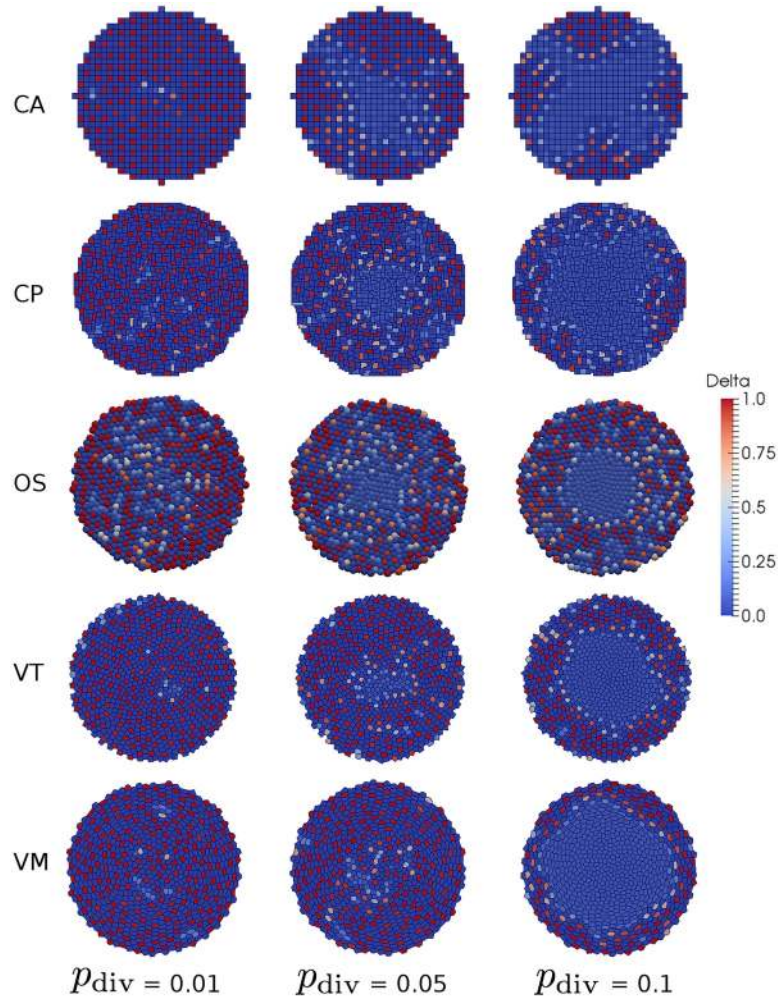 CA
CP
OS
Delta
1.0
0.75
0.5
0.25
0.0
VT
VM
p_div = 0.01 p_div = 0.05 p_div = 0.1